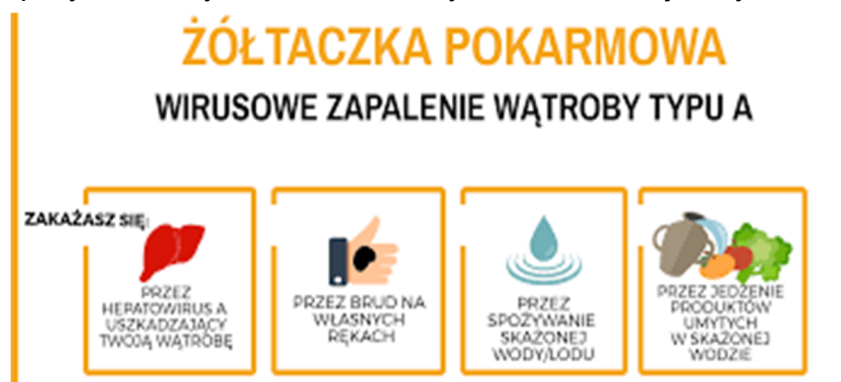 ŻÓŁTACZKA POKARMOWA
WIRUSOWE ZAPALENIE WĄTROBY TYPU A
ZAKAŻASZ SIĘ:
PRZEZ
HEPATOWIRUS A
USZKADZAJĄCY
TWOJĄ WĄTROBĘ
PRZEZ BRUD NA
WŁASNYCH
RĘKACH
PRZEZ
SPOŻYWANIE
SKAŻONEJ
WODY/LODU
PRZEZ JEDZENIE
PRODUKTÓW
UMYTYCH
W SKAŻONEJ
WODZIE